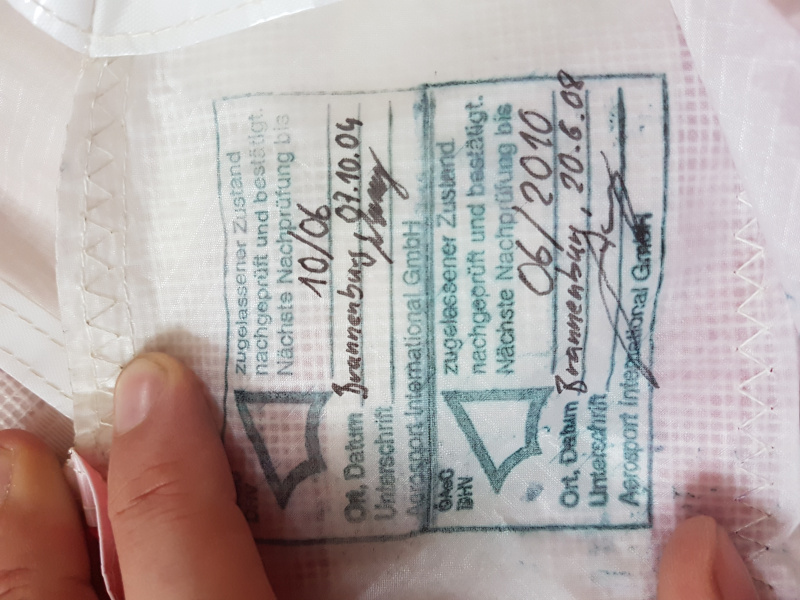 zugelassener Zustand
nachgeprüft und bestätigt.
Nächste Nachprüfung bis
10/06
Ort, Datum Brannenburg, 07.10.04
Unterschrift
Aerosport International GmbH
ÖAeC
DHV
zugelassener Zustand
nachgeprüft und bestätigt.
Nächste Nachprüfung bis
06/2010
Ort, Datum Brannenburg, 20.6.08
Unterschrift
Aerosport International GmbH